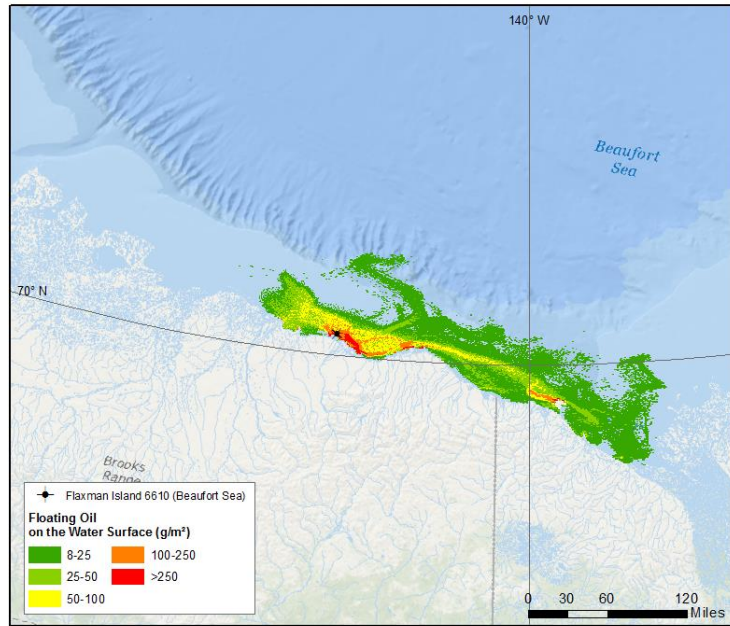 140° W
Beaufort
Sea
70° N
Brooks
Range
Flaxman Island 6610 (Beaufort Sea)
Floating Oil
on the Water Surface (g/m²)
8-25
100-250
25-50
>250
50-100
0 30 60 120
Miles